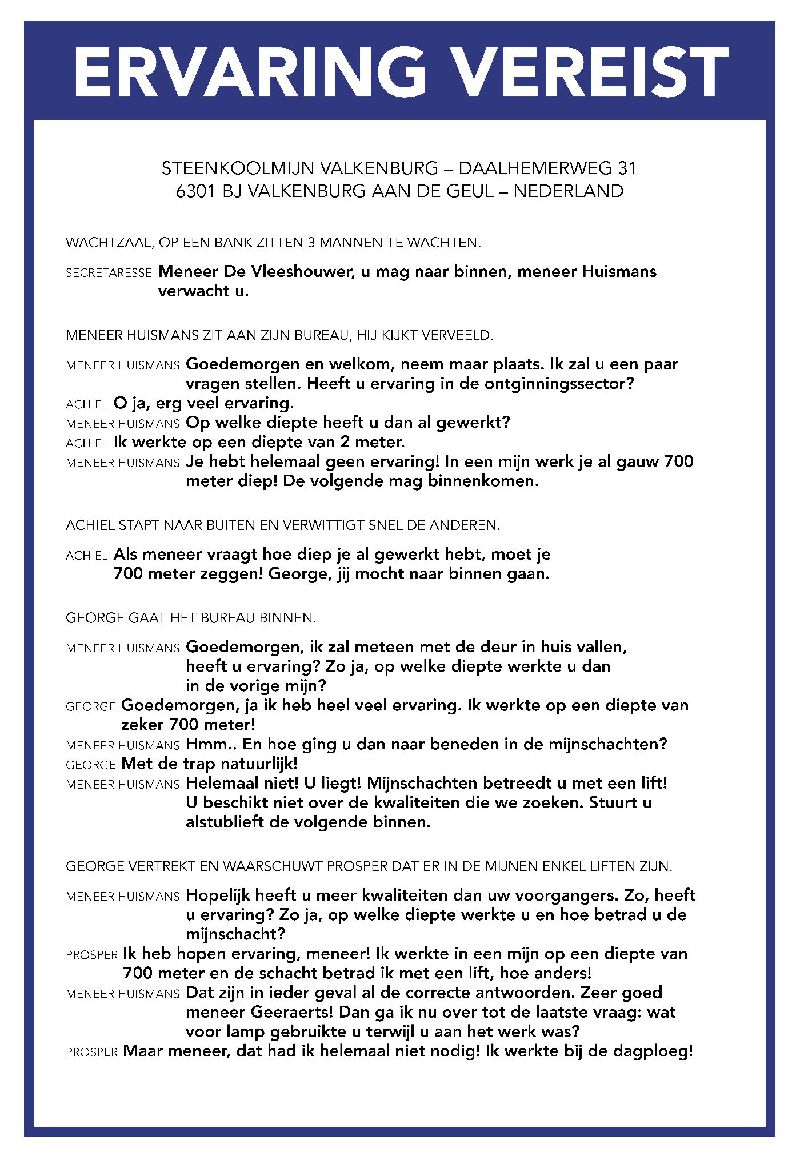 ERVARING VEREIST
STEENKOOLMIJN VALKENBURG – DAALHEMERWEG 31
6301 BJ VALKENBURG AAN DE GEUL – NEDERLAND
WACHTZAAL, OP EEN BANK ZITTEN 3 MANNEN TE WACHTEN.
SECRETARESSE Meneer De Vleeshouwer, u mag naar binnen, meneer Huismans
verwacht u.
MENEER HUISMANS ZIT AAN ZIJN BUREAU, HIJ KIJKT VERVEELD.
MENEER HUISMANS Goedemorgen en welkom, neem maar plaats. Ik zal u een paar
vragen stellen. Heeft u ervaring in de ontginningssector?
ACHIEL O ja, erg veel ervaring.
MENEER HUISMANS Op welke diepte heeft u dan al gewerkt?
ACHIEL Ik werkte op een diepte van 2 meter.
MENEER HUISMANS Je hebt helemaal geen ervaring! In een mijn werk je al gauw 700
meter diep! De volgende mag binnenkomen.
ACHIEL STAPT NAAR BUITEN EN VERWITTIGT SNEL DE ANDEREN.
ACHIEL Als meneer vraagt hoe diep je al gewerkt hebt, moet je
700 meter zeggen! George, jij mocht naar binnen gaan.
GEORGE GAAT HET BUREAU BINNEN.
MENEER HUISMANS Goedemorgen, ik zal meteen met de deur in huis vallen,
heeft u ervaring? Zo ja, op welke diepte werkte u dan
in de vorige mijn?
GEORGE Goedemorgen, ja ik heb heel veel ervaring. Ik werkte op een diepte van
zeker 700 meter!
MENEER HUISMANS Hmm.. En hoe ging u dan naar beneden in de mijnschachten?
GEORGE Met de trap natuurlijk!
MENEER HUISMANS Helemaal niet! U liegt! Mijnschachten betreedt u met een lift!
U beschikt niet over de kwaliteiten die we zoeken. Stuurt u
alstublieft de volgende binnen.
GEORGE VERTREKT EN WAARSCHUWT PROSPER DAT ER IN DE MIJNEN ENKEL LIFTEN ZIJN.
MENEER HUISMANS Hopelijk heeft u meer kwaliteiten dan uw voorgangers. Zo, heeft
u ervaring? Zo ja, op welke diepte werkte u en hoe betrad u de
mijnschacht?
PROSPER Ik heb hopen ervaring, meneer! Ik werkte in een mijn op een diepte van
700 meter en de schacht betrad ik met een lift, hoe anders!
MENEER HUISMANS Dat zijn in ieder geval al de correcte antwoorden. Zeer goed
meneer Geeraerts! Dan ga ik nu over tot de laatste vraag: wat
voor lamp gebruikte u terwijl u aan het werk was?
PROSPER Maar meneer, dat had ik helemaal niet nodig! Ik werkte bij de dagploeg!